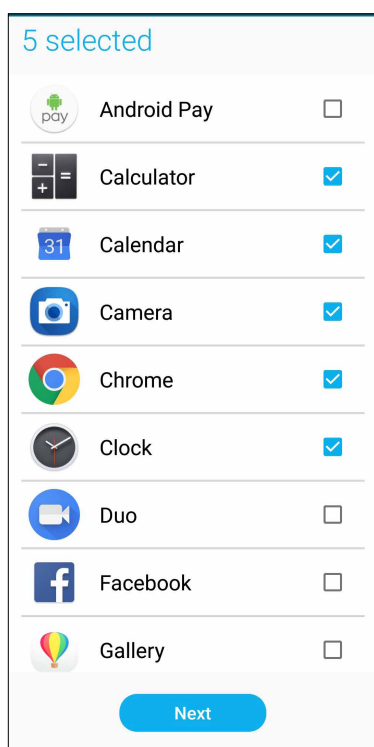 5 selected
pay
Android Pay
Calculator
31
Calendar
Camera
Chrome
Clock
Duo
f
Facebook
Gallery
Next